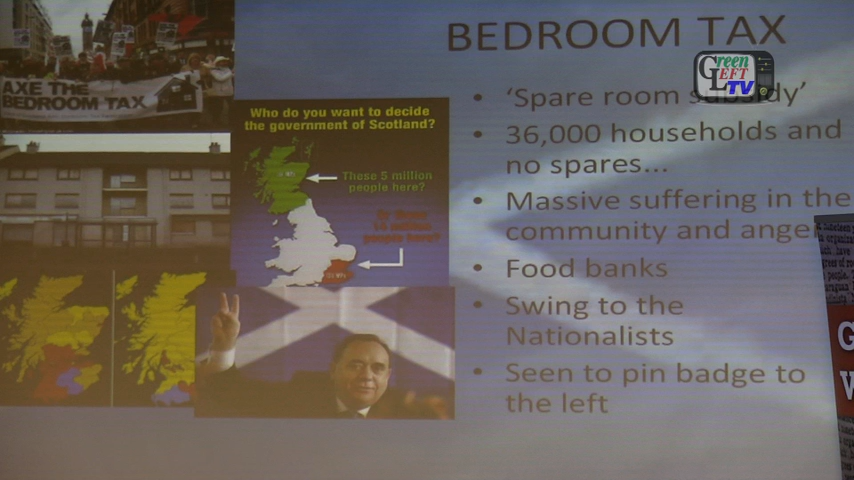 BEDROOM TAX
Green
LEFT
TV
AXE THE
BEDROOM TAX
Who do you want to decide
the government of Scotland?
These 5 million
people here?
people here?
• 'Spare room subsidy'
• 36,000 households and
no spares...
• Massive suffering in the
community and anger
• Food banks
• Swing to the
Nationalists
• Seen to pin badge to
the left